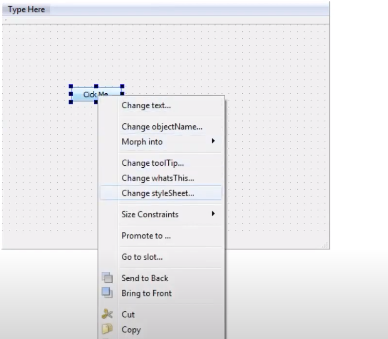 Type Here
Click Me
Change text...
Change objectName...
Morph into
Change toolTip...
Change whatsThis...
Change styleSheet...
Size Constraints
Promote to ...
Go to slot...
Send to Back
Bring to Front
Cut
Copy